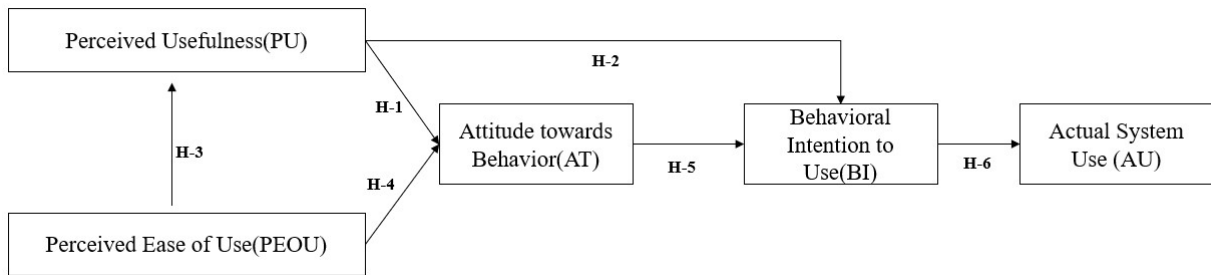 Perceived Usefulness(PU)
H-2
H-1
Attitude towards
Behavior(AT)
Behavioral
Intention to
Use(BI)
Actual System
Use (AU)
H-3
H-5
H-6
H-4
Perceived Ease of Use(PEOU)